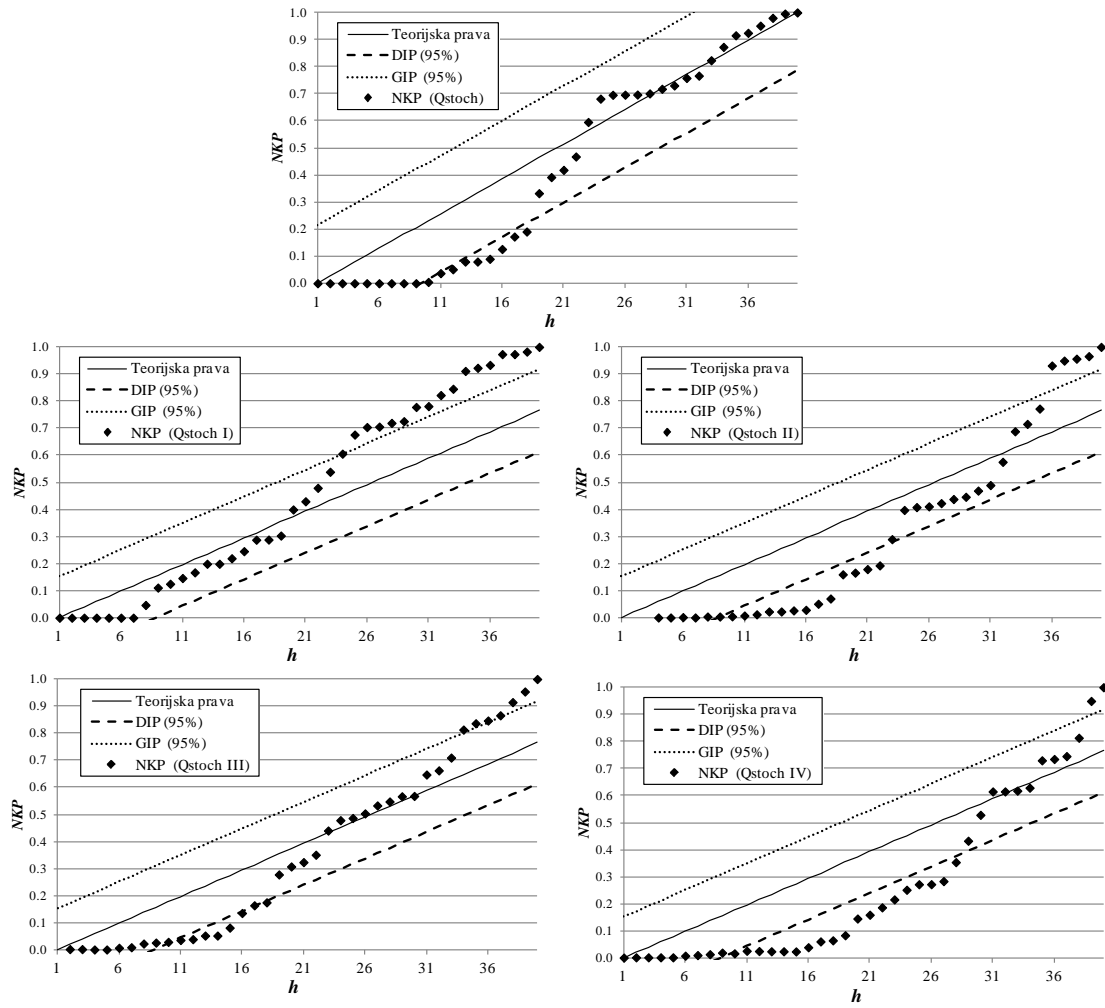 1.0
0.9
0.8
0.7
0.6
0.5
0.4
0.3
0.2
0.1
0.0
NKP
Teorijska prava
DIP (95%)
GIP (95%)
NKP (Qstoch)
1 6 11 16 21 26 31 36
h
1.0
0.9
0.8
0.7
0.6
0.5
0.4
0.3
0.2
0.1
0.0
NKP
Teorijska prava
DIP (95%)
GIP (95%)
NKP (Qstoch I)
1 6 11 16 21 26 31 36
h
1.0
0.9
0.8
0.7
0.6
0.5
0.4
0.3
0.2
0.1
0.0
NKP
Teorijska prava
DIP (95%)
GIP (95%)
NKP (Qstoch II)
1 6 11 16 21 26 31 36
h
1.0
0.9
0.8
0.7
0.6
0.5
0.4
0.3
0.2
0.1
0.0
NKP
Teorijska prava
DIP (95%)
GIP (95%)
NKP (Qstoch III)
1 6 11 16 21 26 31 36
h
1.0
0.9
0.8
0.7
0.6
0.5
0.4
0.3
0.2
0.1
0.0
NKP
Teorijska prava
DIP (95%)
GIP (95%)
NKP (Qstoch IV)
1 6 11 16 21 26 31 36
h